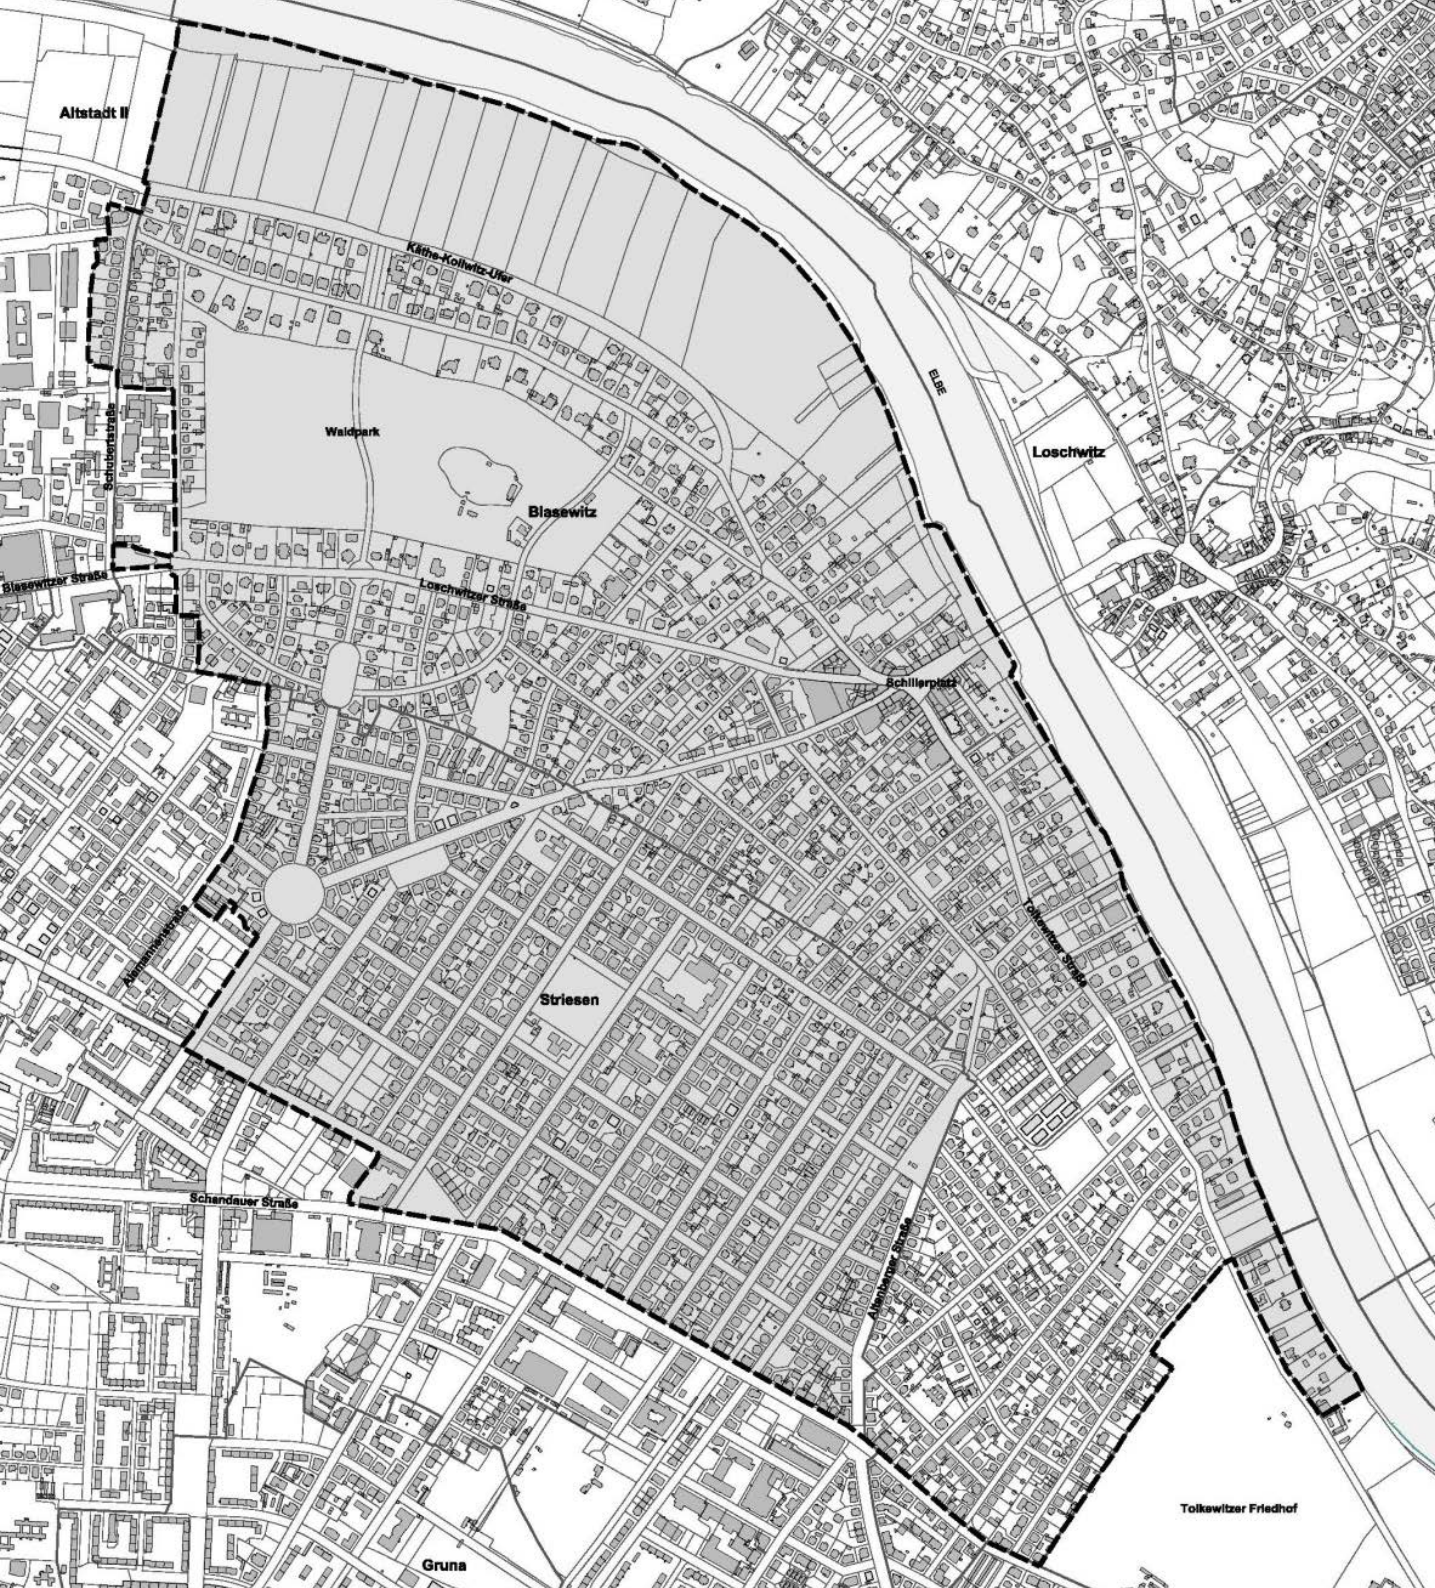 Altstadt II
Käthe-Kollwitz-Ufer
ELBE
Schubertstraße
Waldpark
Loschwitz
Blasewitz
Blasewitzer Straße
Loschwitzer Straße
Schillerplatz
Alemannenstraße
Tolkewitzer Straße
Striesen
Schandauer Straße
Altenberger Straße
Tolkewitzer Friedhof
Gruna